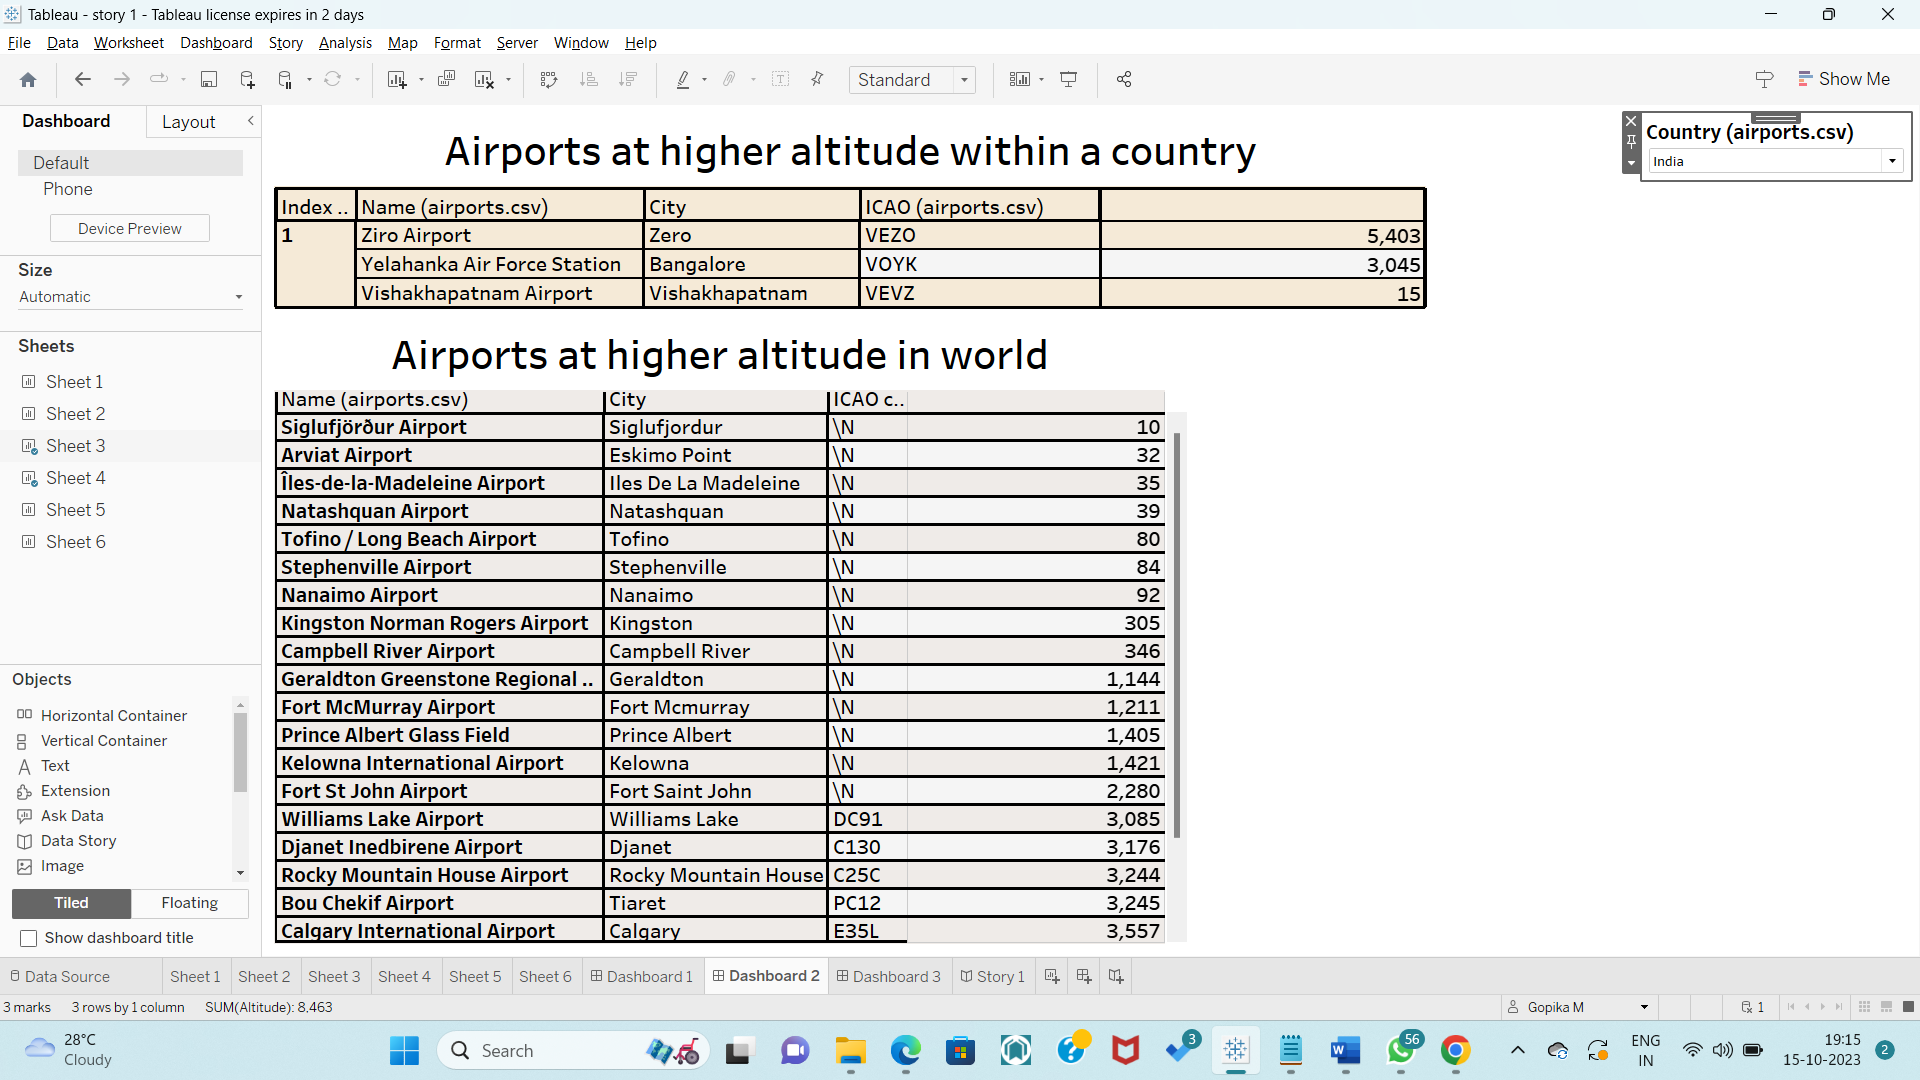 Tableau - story 1 - Tableau license expires in 2 days
File Data Worksheet Dashboard Story Analysis Map Format Server Window Help
Standard
Show Me
Dashboard Layout
Default
Phone
Device Preview
Size
Automatic
Sheets
Sheet 1
Sheet 2
Sheet 3
Sheet 4
Sheet 5
Sheet 6
Objects
Horizontal Container
Vertical Container
Text
Extension
Ask Data
Data Story
Image
Tiled Floating
Show dashboard title
Airports at higher altitude within a country
Index .. Name (airports.csv) City ICAO (airports.csv)
1 Ziro Airport Zero VEZO 5,403
Yelahanka Air Force Station Bangalore VOYK 3,045
Vishakhapatnam Airport Vishakhapatnam VEVZ 15
Airports at higher altitude in world
Name (airports.csv) City ICAO c..
Siglufjörður Airport Siglufjordur \N 10
Arviat Airport Eskimo Point \N 32
Îles-de-la-Madeleine Airport Iles De La Madeleine \N 35
Natashquan Airport Natashquan \N 39
Tofino / Long Beach Airport Tofino \N 80
Stephenville Airport Stephenville \N 84
Nanaimo Airport Nanaimo \N 92
Kingston Norman Rogers Airport Kingston \N 305
Campbell River Airport Campbell River \N 346
Geraldton Greenstone Regional .. Geraldton \N 1,144
Fort McMurray Airport Fort Mcmurray \N 1,211
Prince Albert Glass Field Prince Albert \N 1,405
Kelowna International Airport Kelowna \N 1,421
Fort St John Airport Fort Saint John \N 2,280
Williams Lake Airport Williams Lake DC91 3,085
Djanet Inedbirene Airport Djanet C130 3,176
Rocky Mountain House Airport Rocky Mountain House C25C 3,244
Bou Chekif Airport Tiaret PC12 3,245
Calgary International Airport Calgary E35L 3,557
Country (airports.csv)
India
Data Source Sheet 1 Sheet 2 Sheet 3 Sheet 4 Sheet 5 Sheet 6 Dashboard 1 Dashboard 2 Dashboard 3 Story 1
3 marks 3 rows by 1 column SUM(Altitude): 8,463 Gopika M 1
28°C
Cloudy
Search
3
56
ENG
IN
19:15
15-10-2023
2